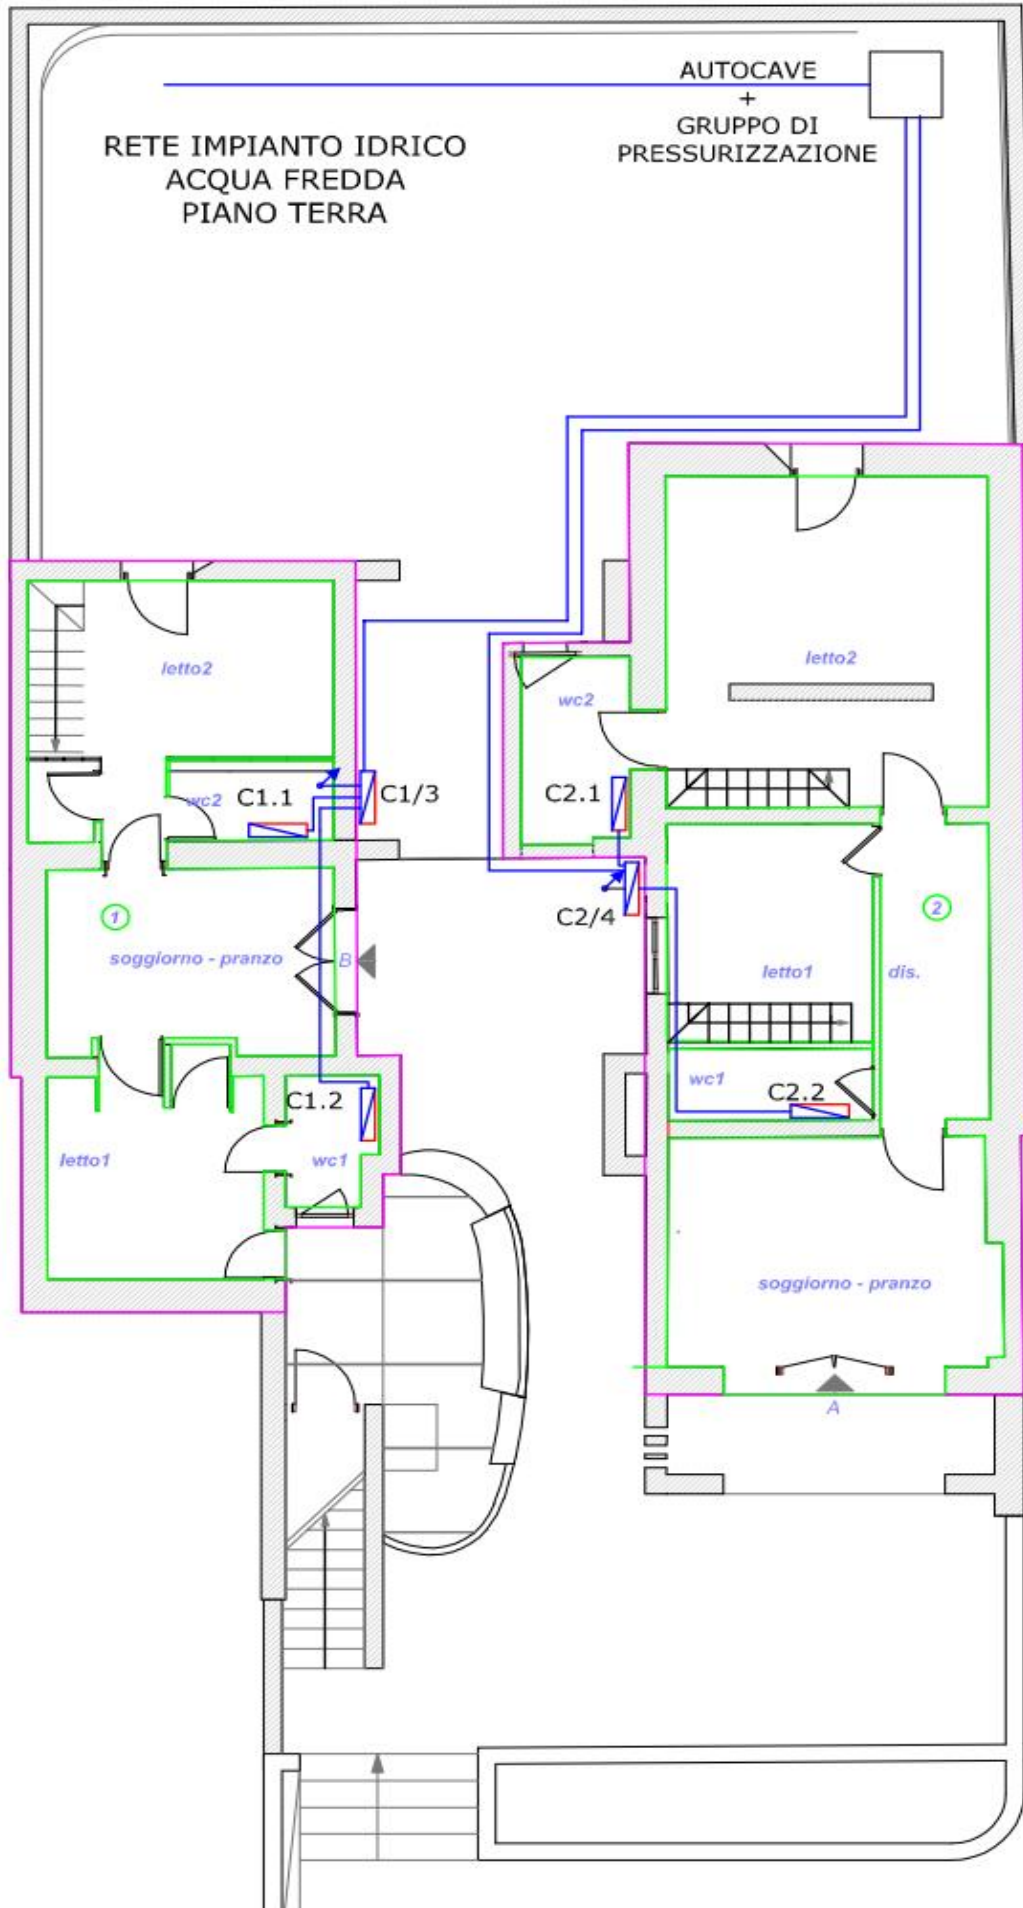 AUTOCAVE
+
GRUPPO DI
PRESSURIZZAZIONE
RETE IMPIANTO IDRICO
ACQUA FREDDA
PIANO TERRA
letto2
letto2
wc2
wc2
C1.1
C1/3
C2.1
C2/4
1
2
soggiorno - pranzo
B
letto1
dis.
wc1
C2.2
C1.2
wc1
letto1
soggiorno - pranzo
A